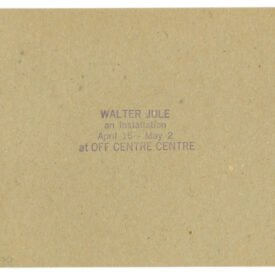 WALTER JULE
an installation
April 15 - May 2
at OFF CENTRE CENTRE